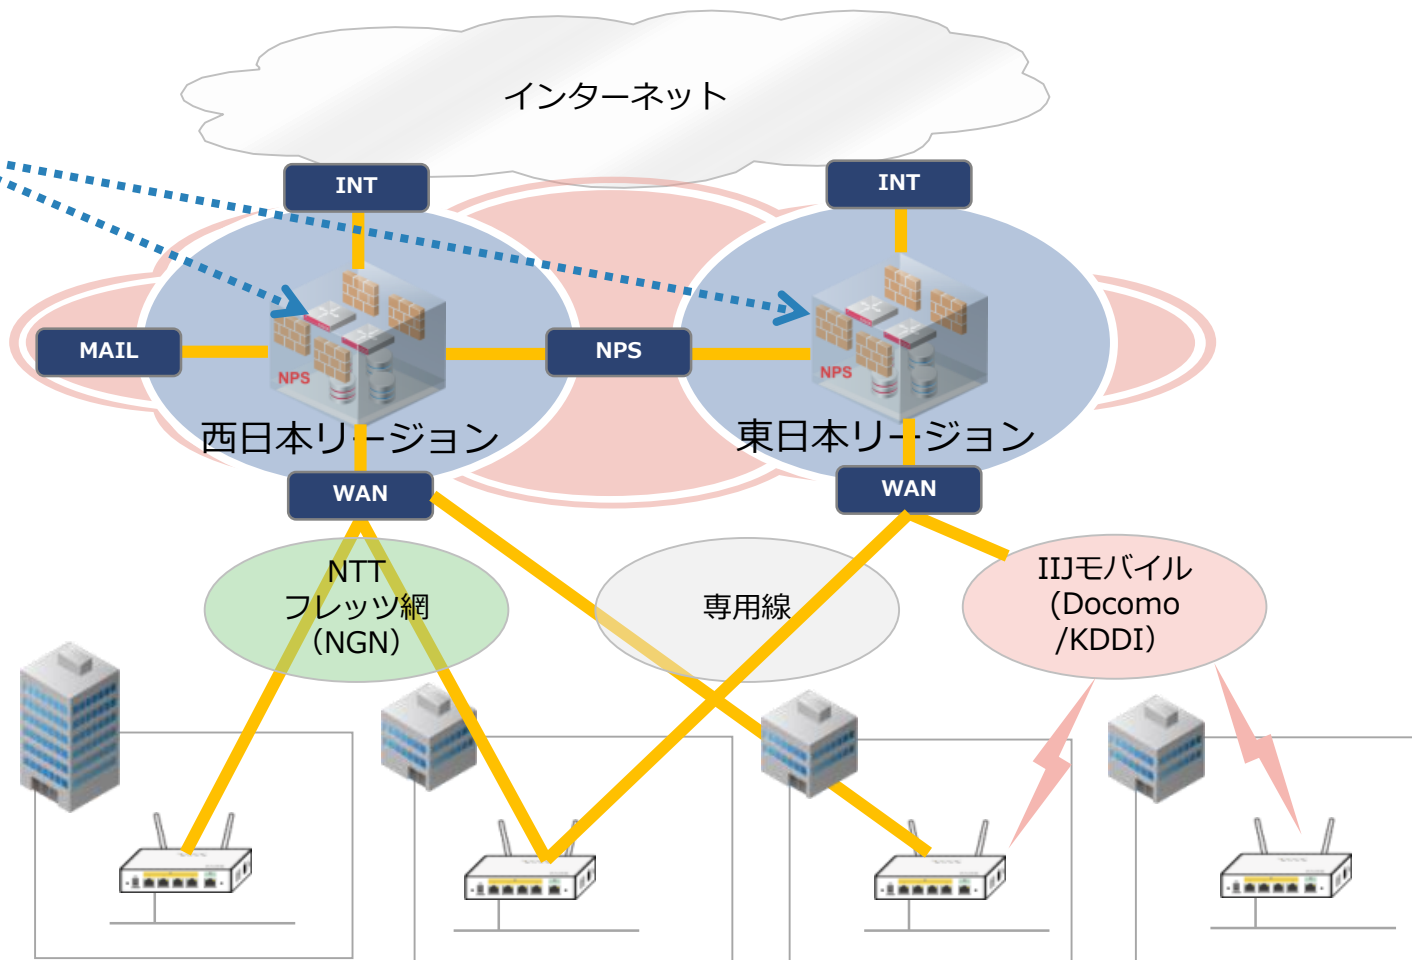 インターネット
INT
INT
MAIL
NPS
NPS
NPS
西日本リージョン
東日本リージョン
WAN
WAN
NTT
フレッツ網
（NGN）
専用線
IIJモバイル
(Docomo
/KDDI）